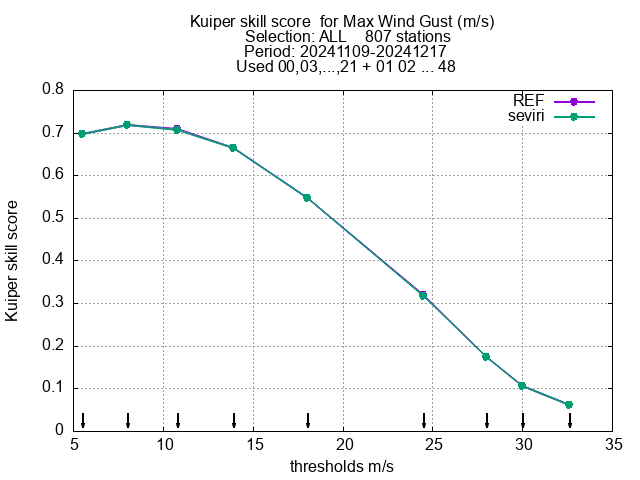 Kuiper skill score  for Max Wind Gust (m/s)
Selection: ALL    807 stations
Period: 20241109-20241217
Used 00,03,...,21 + 01 02 ... 48
REF
seviri
0.8
0.7
0.6
0.5
0.4
0.3
0.2
0.1
0
Kuiper skill score
5 10 15 20 25 30 35
thresholds m/s